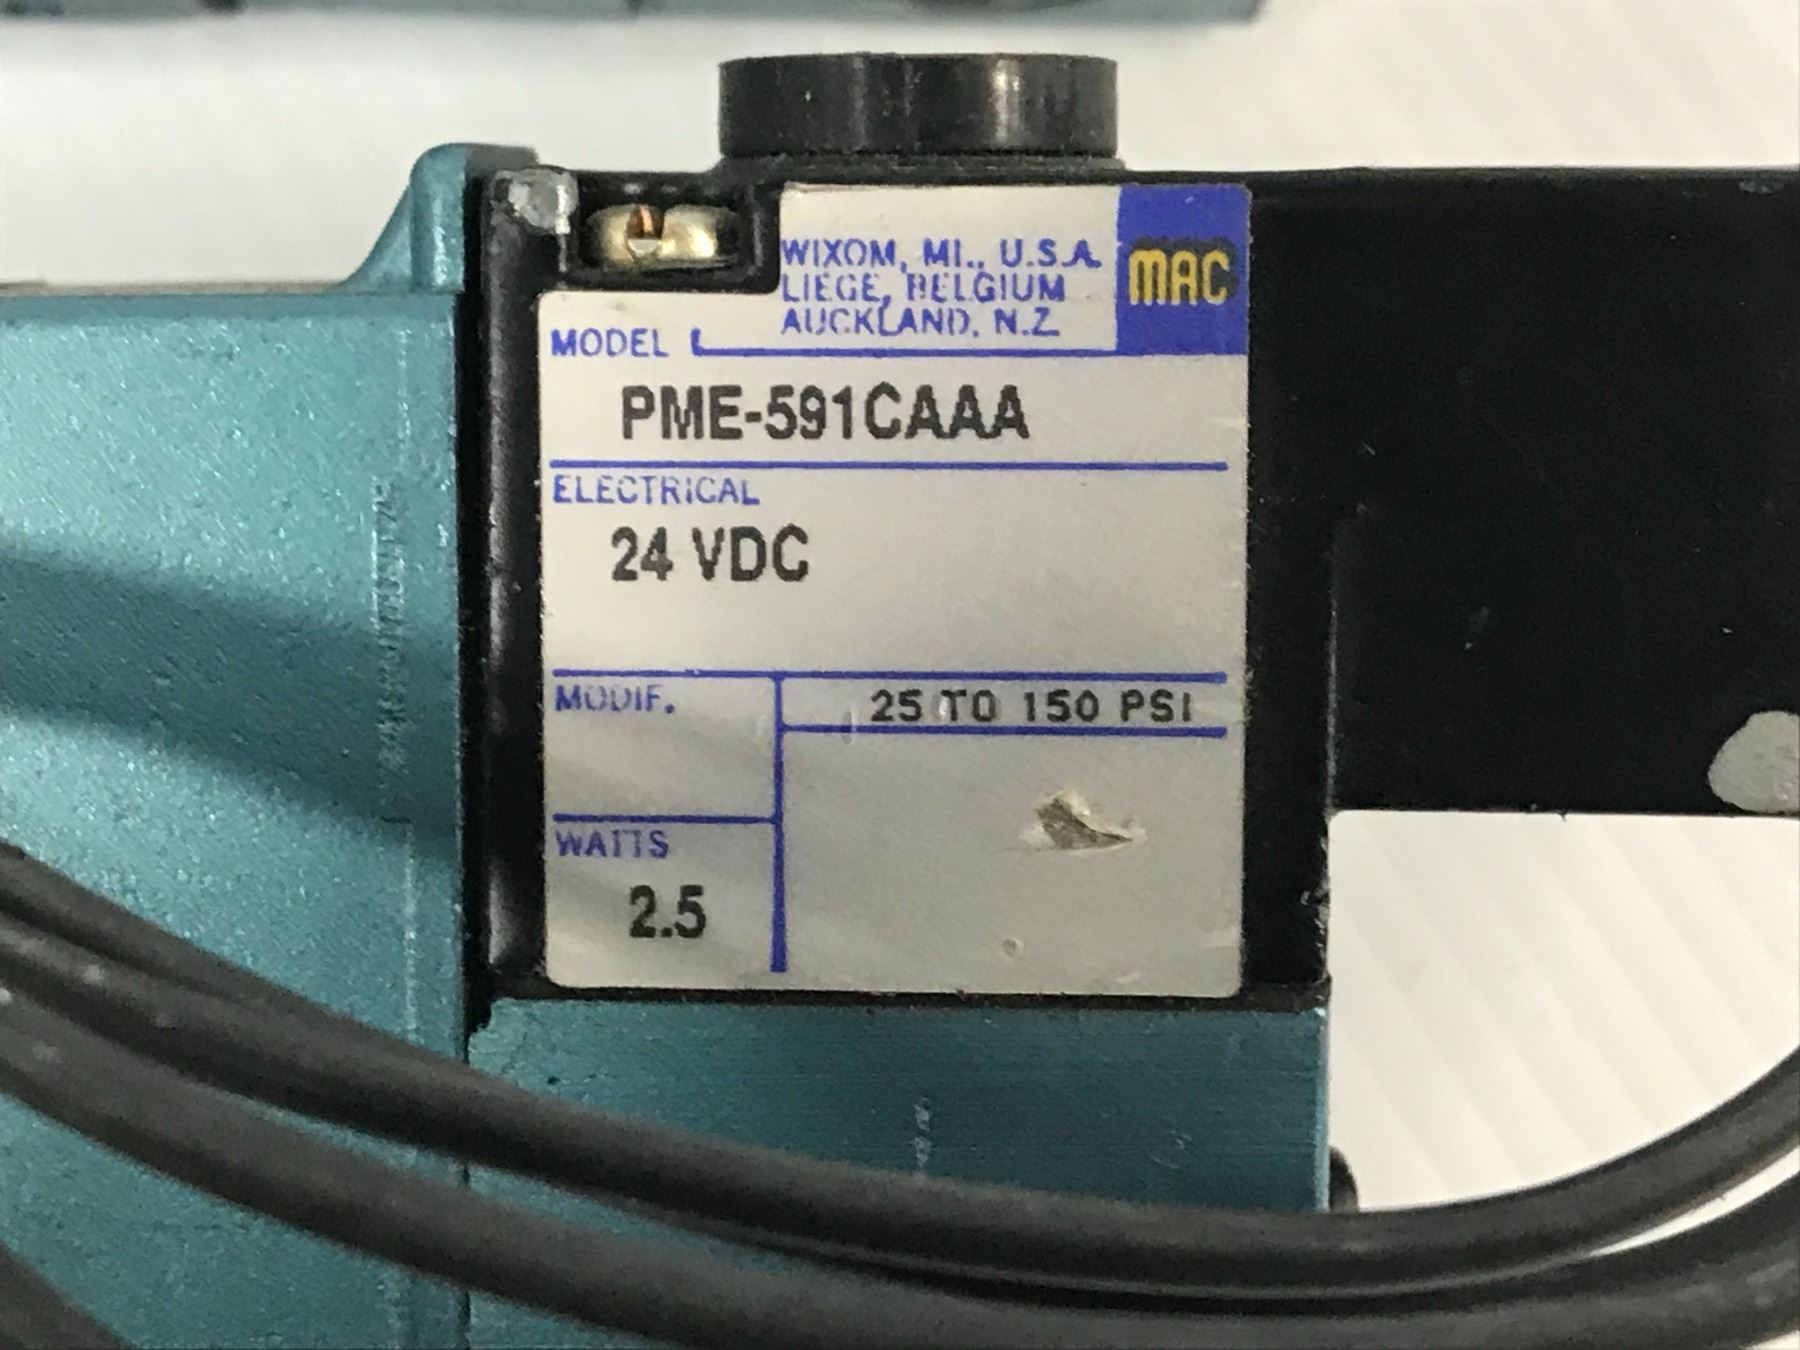 WIXOM, MI., U.S.A.
LIEGE, BELGIUM
AUCKLAND, N.Z.
MAC
MODEL
PME-591CAAA
ELECTRICAL
24 VDC
MODIF.
25 TO 150 PSI
WATTS
2.5